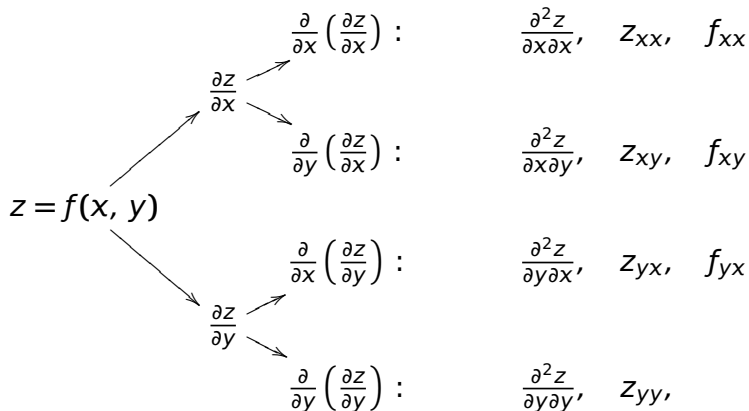 ∂/∂x (∂z/∂x) : ∂²z/∂x∂x, z_xx, f_xx
∂z/∂x
∂/∂y (∂z/∂x) : ∂²z/∂x∂y, z_xy, f_xy
z = f(x, y)
∂/∂x (∂z/∂y) : ∂²z/∂y∂x, z_yx, f_yx
∂z/∂y
∂/∂y (∂z/∂y) : ∂²z/∂y∂y, z_yy,